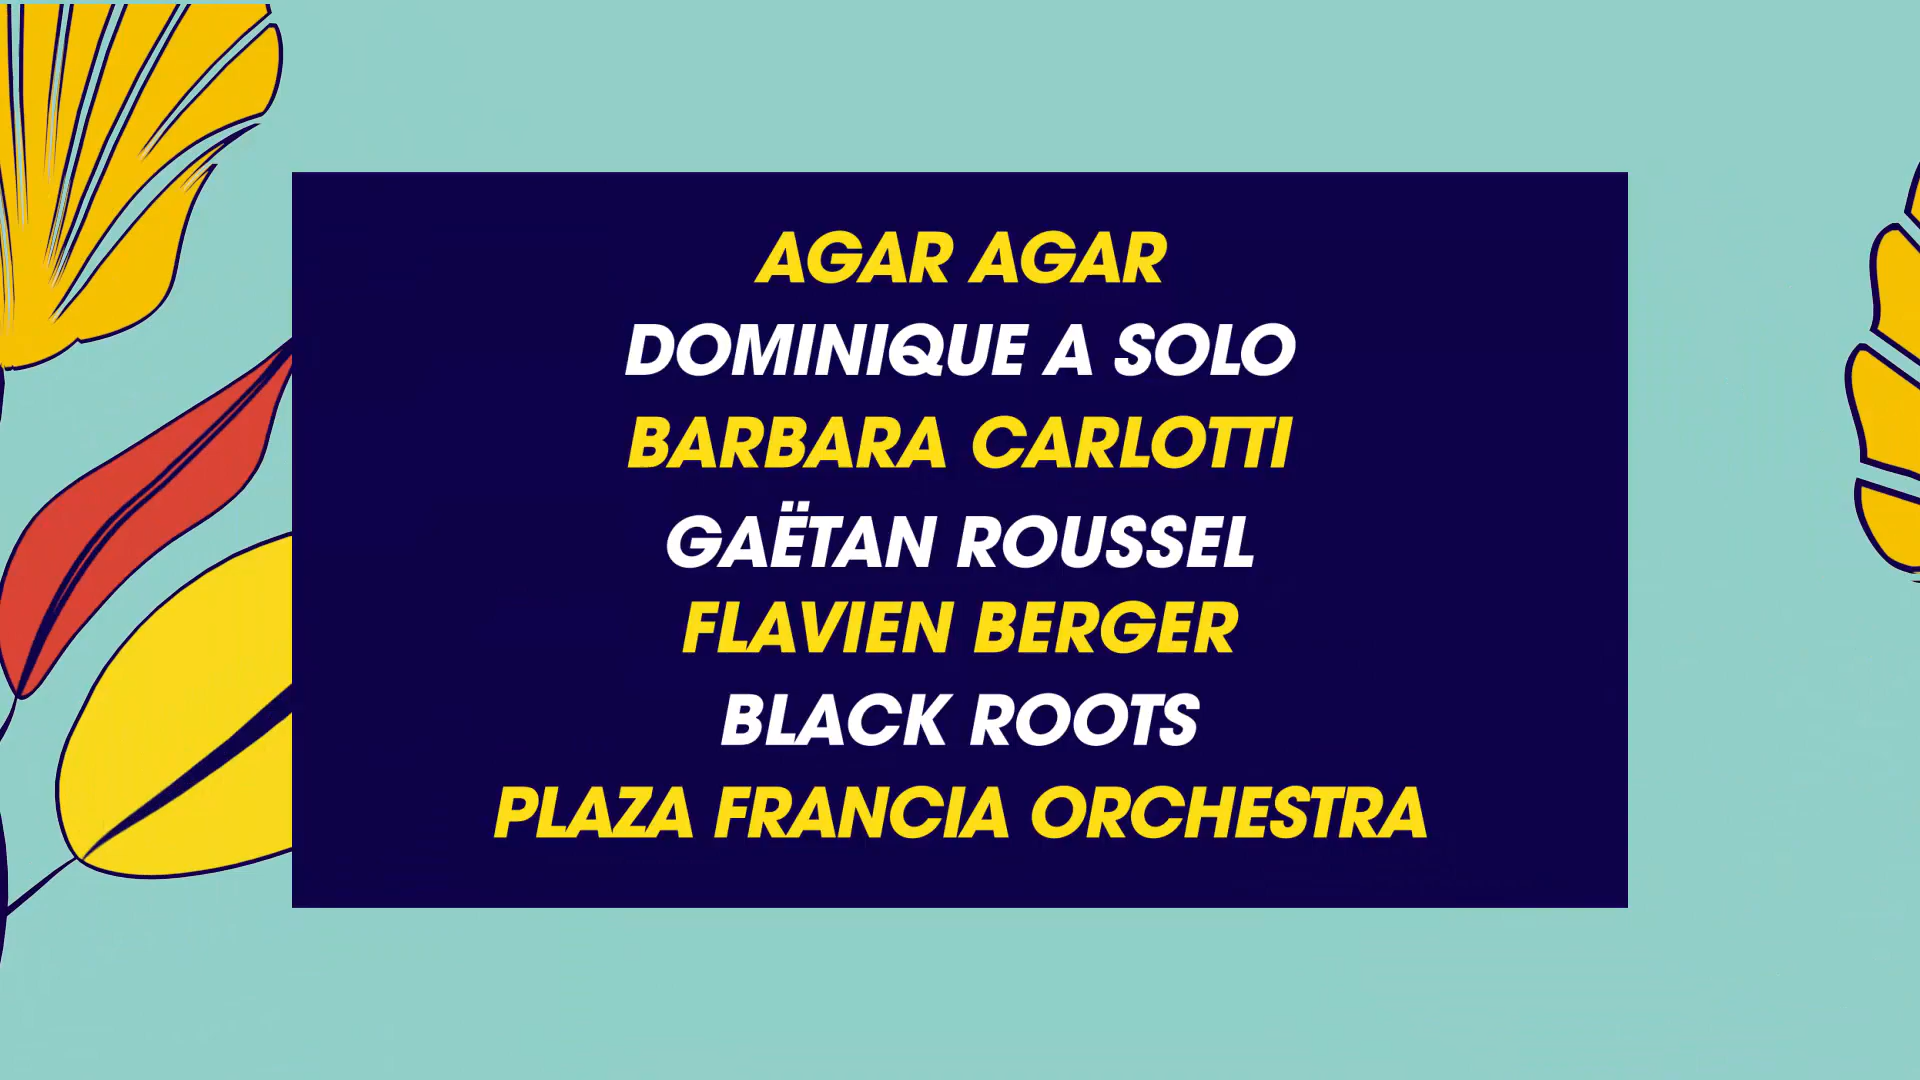 AGAR AGAR
DOMINIQUE A SOLO
BARBARA CARLOTTI
GAËTAN ROUSSEL
FLAVIEN BERGER
BLACK ROOTS
PLAZA FRANCIA ORCHESTRA